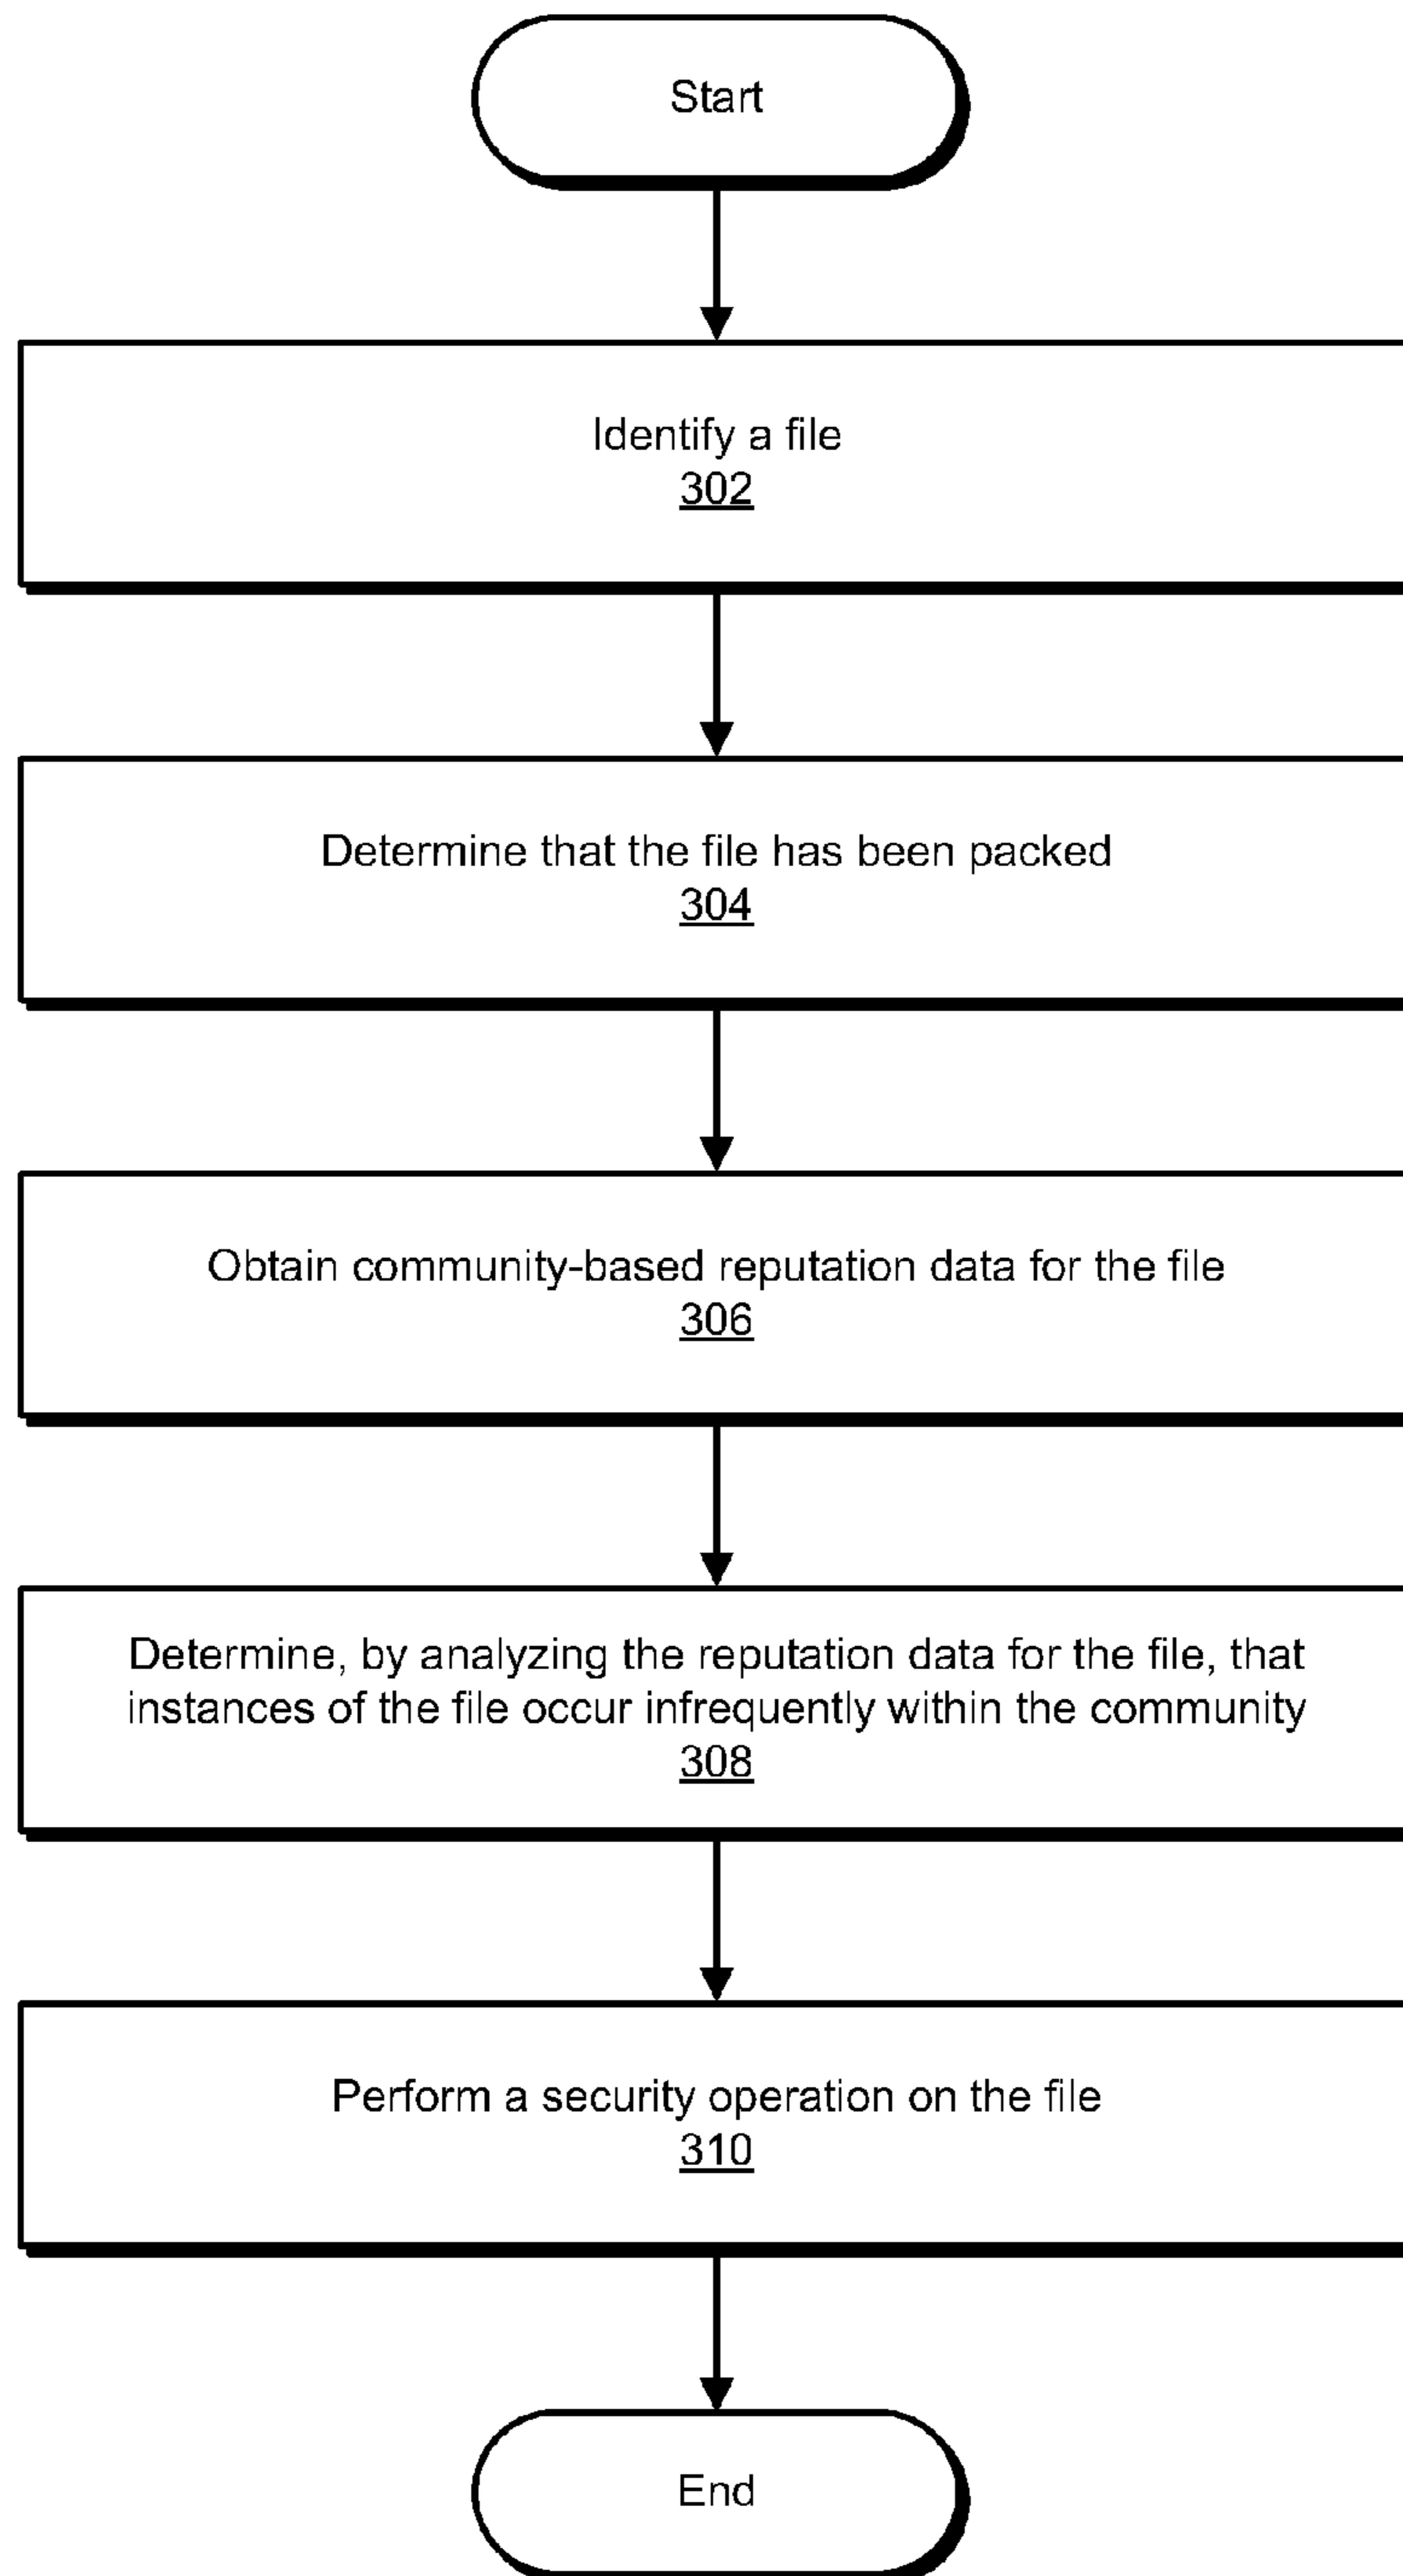 Start
Identify a file
302
Determine that the file has been packed
304
Obtain community-based reputation data for the file
306
Determine, by analyzing the reputation data for the file, that
instances of the file occur infrequently within the community
308
Perform a security operation on the file
310
End